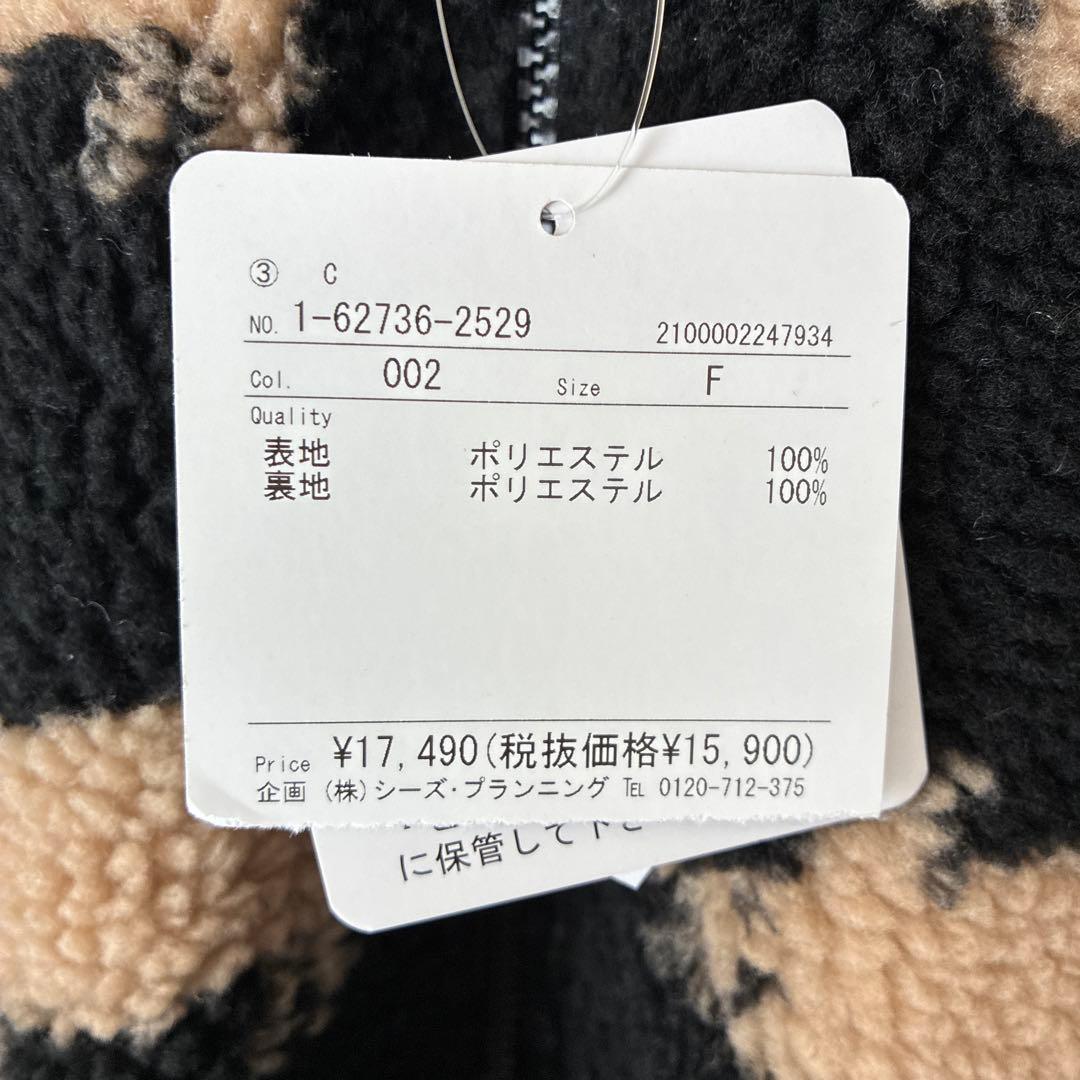 ③ C
NO. 1-62736-2529 2100002247934
Col. 002 Size F
Quality
表地 ポリエステル 100%
裏地 ポリエステル 100%
Price ¥17,490(税抜価格¥15,900)
企画 (株)シーズ・プランニング ℡ 0120-712-375
に保管して下さ